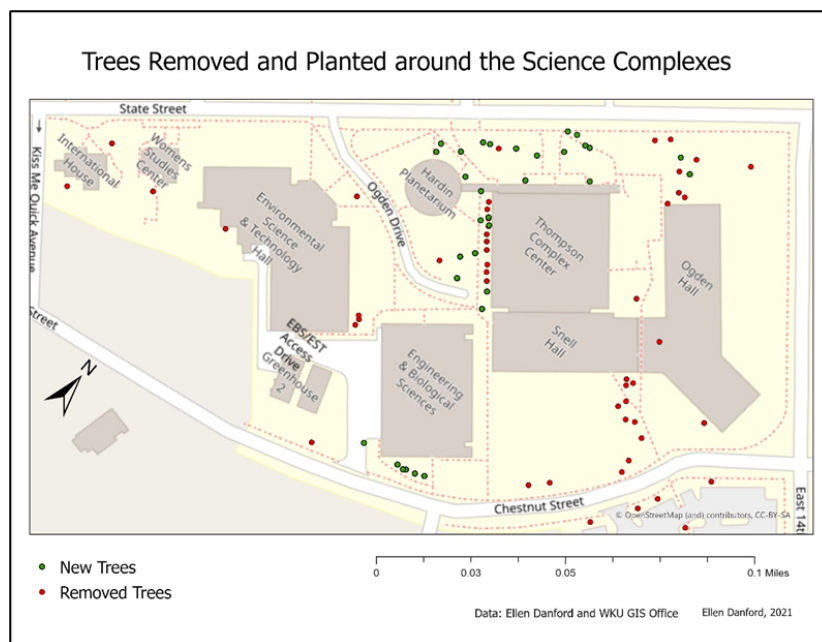 Trees Removed and Planted around the Science Complexes
State Street
Kiss Me Quick Avenue
International
House
Womens
Studies
Center
Environmental
Science
& Technology
Hall
Ogden Drive
Hardin
Planetarium
Thompson
Complex
Center
Ogden
Hall
Snell
Hall
Street
EBS/EST
Access
Drive
Greenhouse
2
Engineering
& Biological
Sciences
N
Chestnut Street
East 14th
© OpenStreetMap (and) contributors, CC-BY-SA
New Trees
Removed Trees
0 0.03 0.05 0.1 Miles
Data: Ellen Danford and WKU GIS Office Ellen Danford, 2021